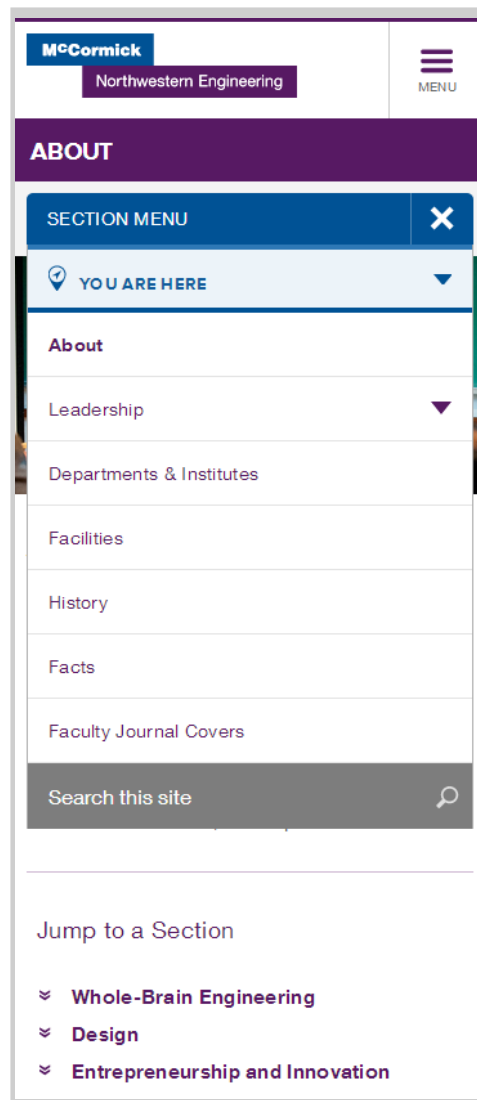 McCormick
Northwestern Engineering
MENU
ABOUT
SECTION MENU
YOU ARE HERE
About
Leadership
Departments & Institutes
Facilities
History
Facts
Faculty Journal Covers
Search this site
Jump to a Section
Whole-Brain Engineering
Design
Entrepreneurship and Innovation